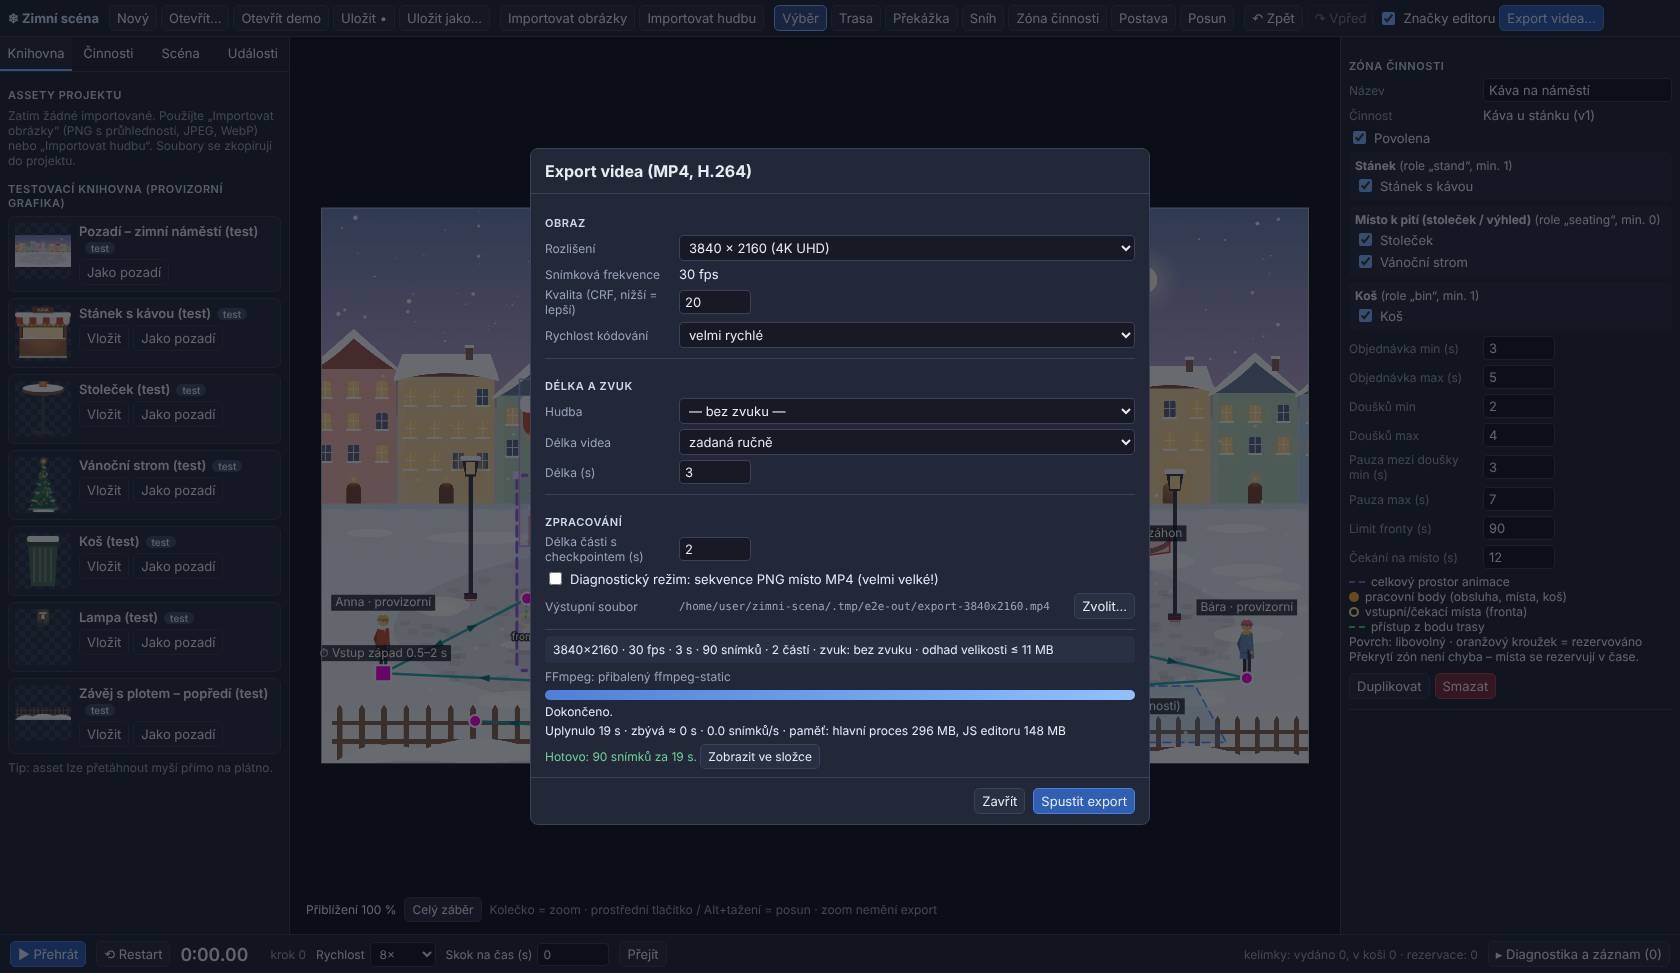 ❄ Zimní scéna Nový Otevřít... Otevřít demo Uložit • Uložit jako... Importovat obrázky Importovat hudbu Výběr Trasa Překážka Sníh Zóna činnosti Postava Posun ↶ Zpět ↷ Vpřed Značky editoru Export videa...
Knihovna Činnosti Scéna Události
ASSETY PROJEKTU
Zatím žádné importované. Použijte „Importovat
obrázky“ (PNG s průhledností, JPEG, WebP)
nebo „Importovat hudbu“. Soubory se zkopírují
do projektu.
TESTOVACÍ KNIHOVNA (PROVIZORNÍ
GRAFIKA)
Pozadí – zimní náměstí (test)
test
Jako pozadí
Stánek s kávou (test) test
Vložit Jako pozadí
Stoleček (test) test
Vložit Jako pozadí
Vánoční strom (test) test
Vložit Jako pozadí
Koš (test) test
Vložit Jako pozadí
Lampa (test) test
Vložit Jako pozadí
Závěj s plotem – popředí (test)
test
Vložit Jako pozadí
Tip: asset lze přetáhnout myší přímo na plátno.
Anna · provizorní
⏱ Vstup západ 0.5–2 s
Bára · provizorní
Export videa (MP4, H.264)
OBRAZ
Rozlišení 3840 × 2160 (4K UHD)
Snímková frekvence 30 fps
Kvalita (CRF, nižší =
lepší) 20
Rychlost kódování velmi rychlé
DÉLKA A ZVUK
Hudba — bez zvuku —
Délka videa zadaná ručně
Délka (s) 3
ZPRACOVÁNÍ
Délka části s
checkpointem (s) 2
Diagnostický režim: sekvence PNG místo MP4 (velmi velké!)
Výstupní soubor /home/user/zimni-scena/.tmp/e2e-out/export-3840x2160.mp4 Zvolit...
3840×2160 · 30 fps · 3 s · 90 snímků · 2 částí · zvuk: bez zvuku · odhad velikosti ≤ 11 MB
FFmpeg: přibalený ffmpeg-static
Dokončeno.
Uplynulo 19 s · zbývá ≈ 0 s · 0.0 snímků/s · paměť: hlavní proces 296 MB, JS editoru 148 MB
Hotovo: 90 snímků za 19 s. Zobrazit ve složce
Zavřít Spustit export
ZÓNA ČINNOSTI
Název Káva na náměstí
Činnost Káva u stánku (v1)
Povolena
Stánek (role „stand“, min. 1)
Stánek s kávou
Místo k pití (stoleček / výhled) (role „seating“, min. 0)
Stoleček
Vánoční strom
Koš (role „bin“, min. 1)
Koš
Objednávka min (s) 3
Objednávka max (s) 5
Doušků min 2
Doušků max 4
Pauza mezi doušky
min (s) 3
Pauza max (s) 7
Limit fronty (s) 90
Čekání na místo (s) 12
celkový prostor animace
pracovní body (obsluha, místa, koš)
vstupní/čekací místa (fronta)
přístup z bodu trasy
Povrch: libovolný · oranžový kroužek = rezervováno
Překrytí zón není chyba – místa se rezervují v čase.
Duplikovat Smazat
Přiblížení 100 % Celý záběr Kolečko = zoom · prostřední tlačítko / Alt+tažení = posun · zoom nemění export
▶ Přehrát ⟲ Restart 0:00.00 krok 0 Rychlost 8× Skok na čas (s) 0 Přejít kelímky: vydáno 0, v koši 0 · rezervace: 0 ▸ Diagnostika a záznam (0)